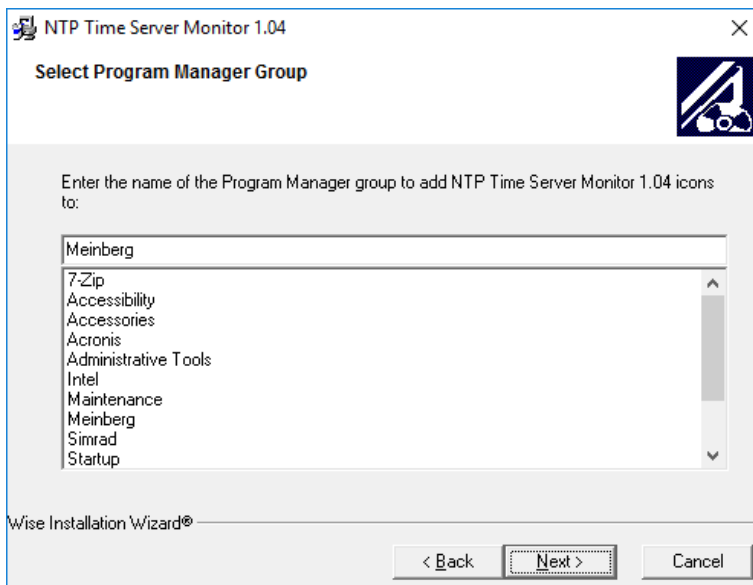 NTP Time Server Monitor 1.04
Select Program Manager Group
Enter the name of the Program Manager group to add NTP Time Server Monitor 1.04 icons
to:
Meinberg
7-Zip
Accessibility
Accessories
Acronis
Administrative Tools
Intel
Maintenance
Meinberg
Simrad
Startup
Wise Installation Wizard®
< Back
Next >
Cancel